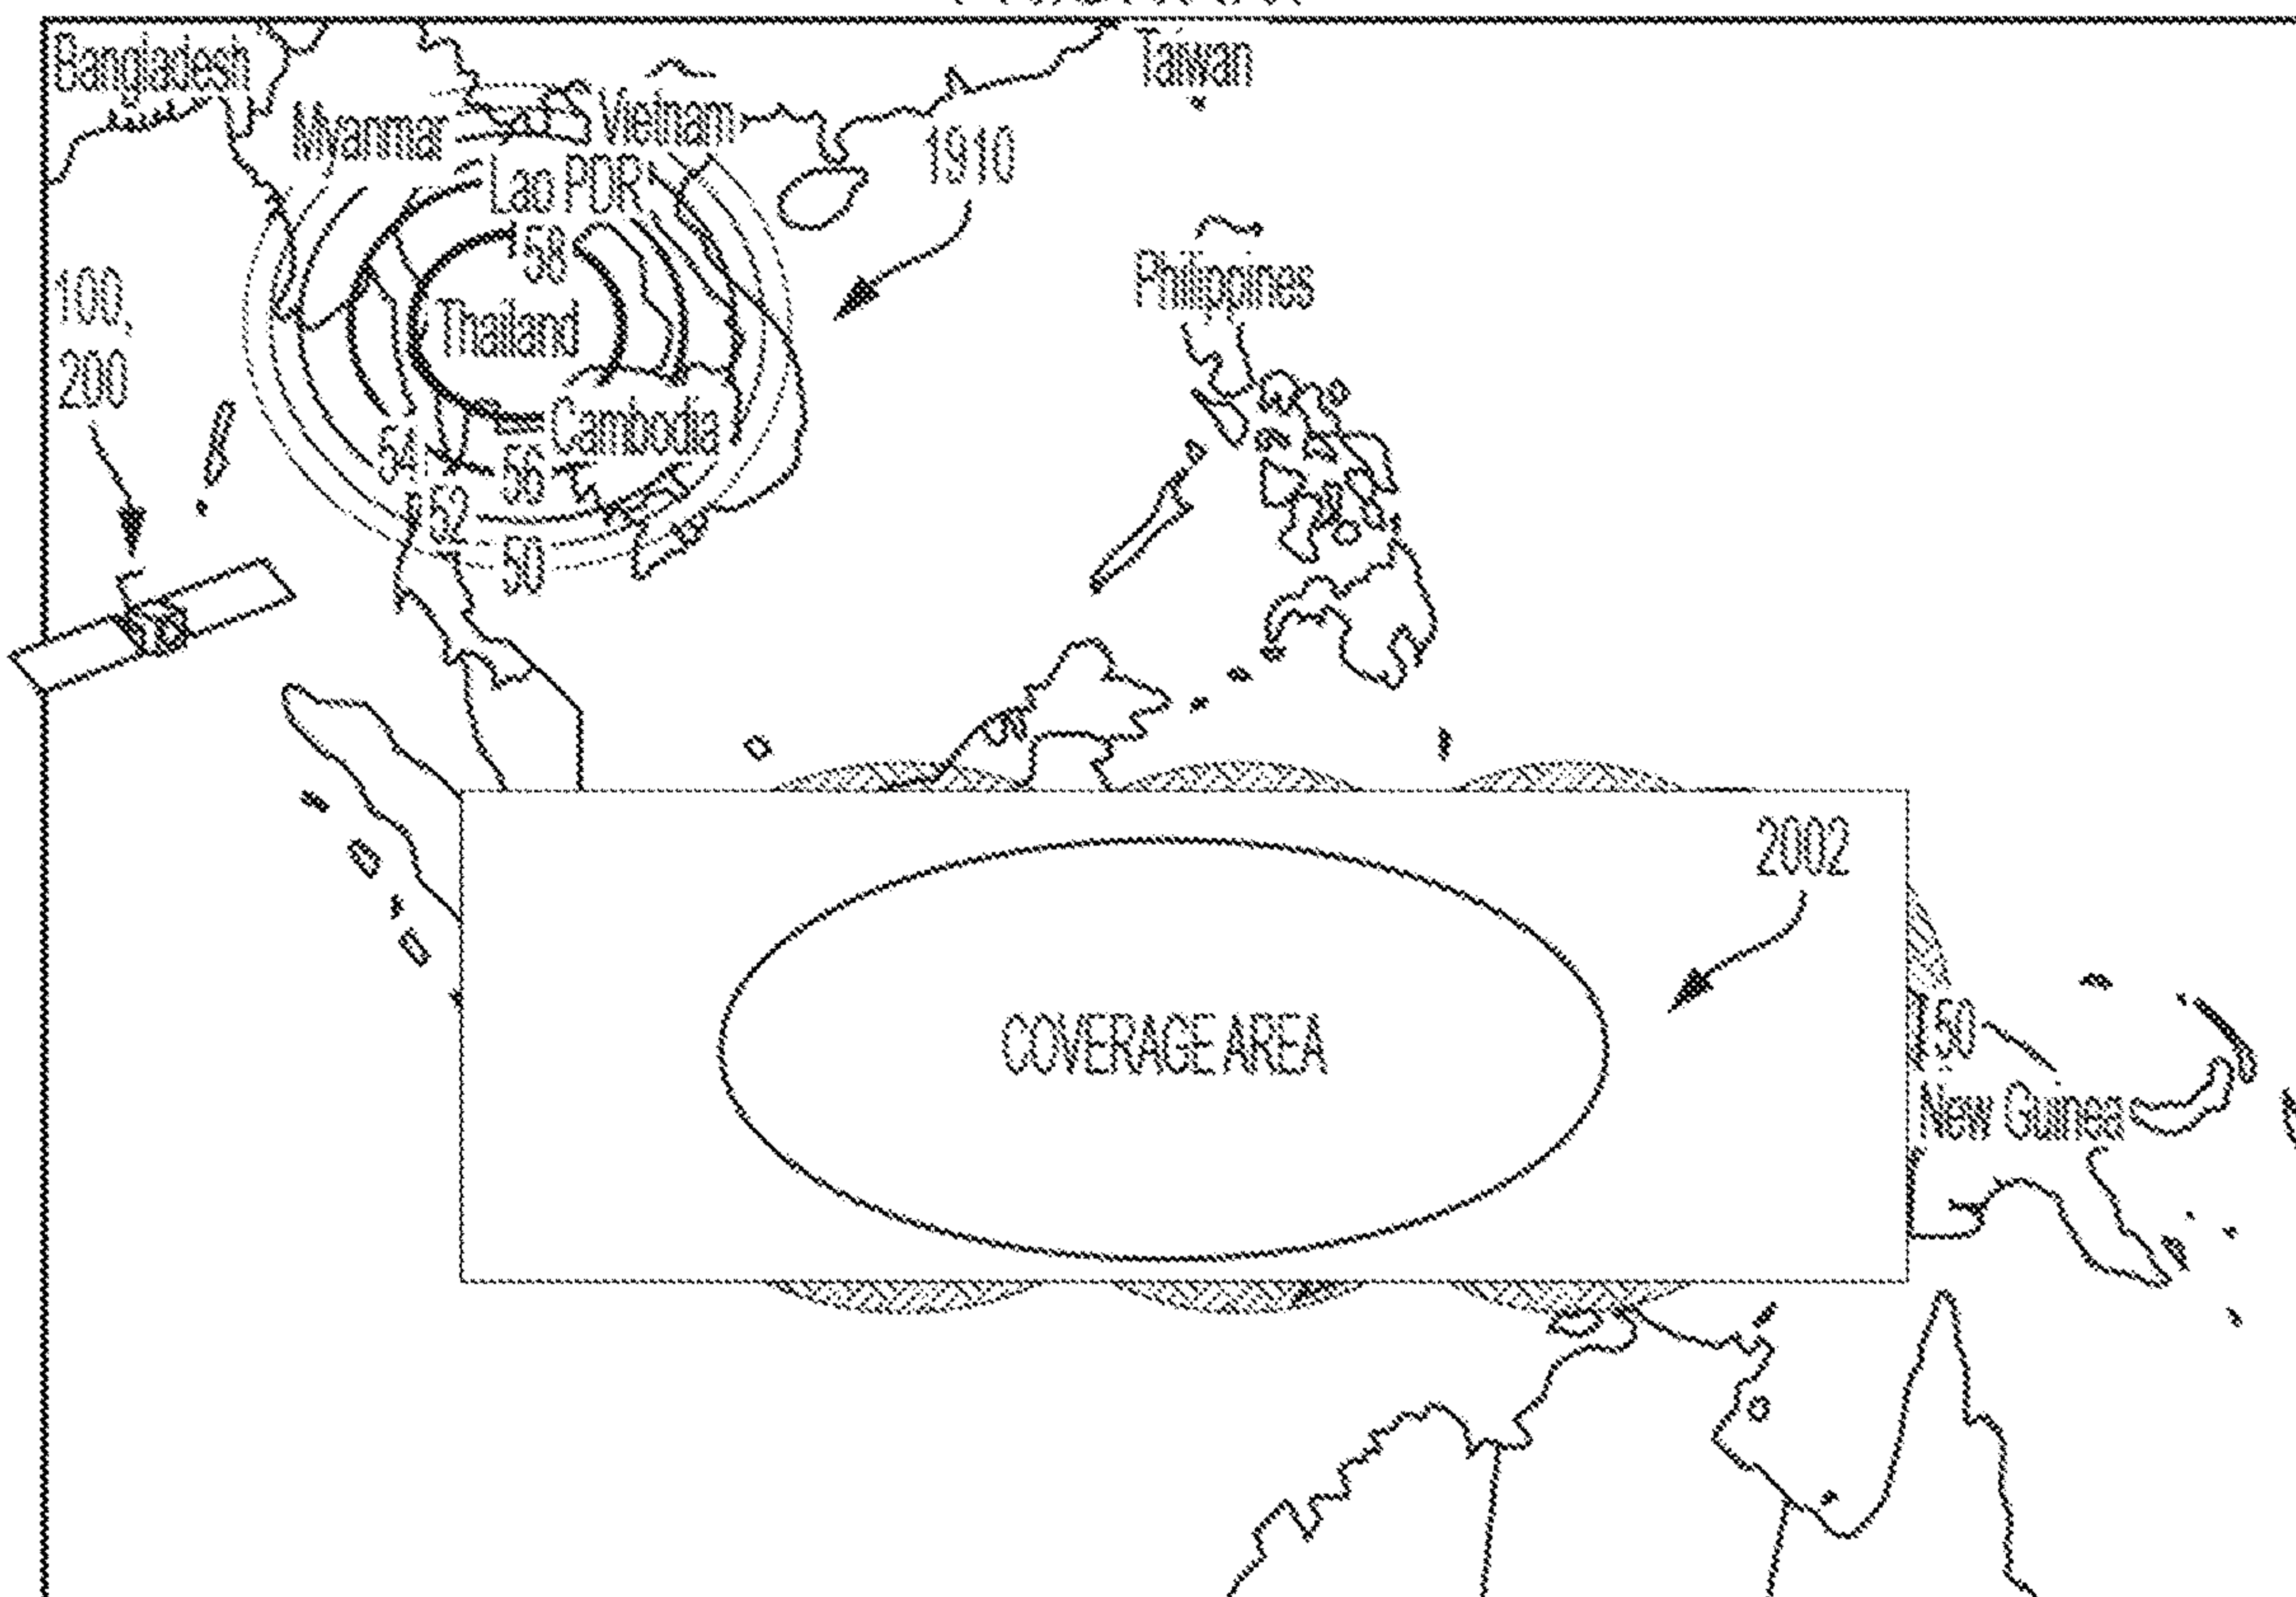 Bangladesh
Taiwan
Myanmar
Vietnam
1910
Lao PDR
58
Philippines
100,
200
Thailand
Cambodia
54
56
52
50
2002
COVERAGE AREA
150
New Guinea